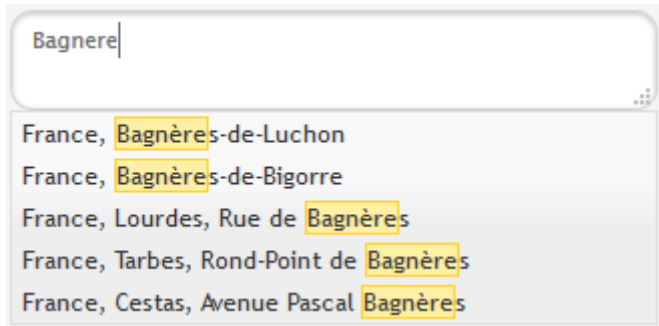 Bagnere
France, Bagnères-de-Luchon
France, Bagnères-de-Bigorre
France, Lourdes, Rue de Bagnères
France, Tarbes, Rond-Point de Bagnères
France, Cestas, Avenue Pascal Bagnères